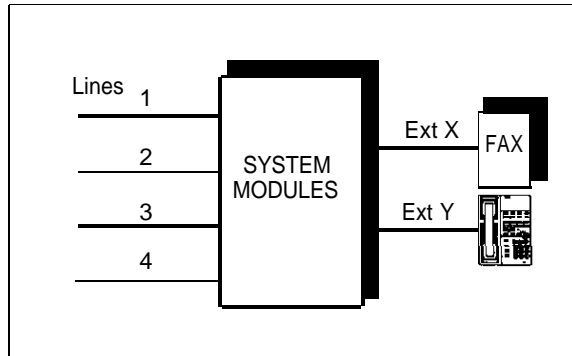 Lines 1
2
3
4
SYSTEM
MODULES
Ext X
FAX
Ext Y